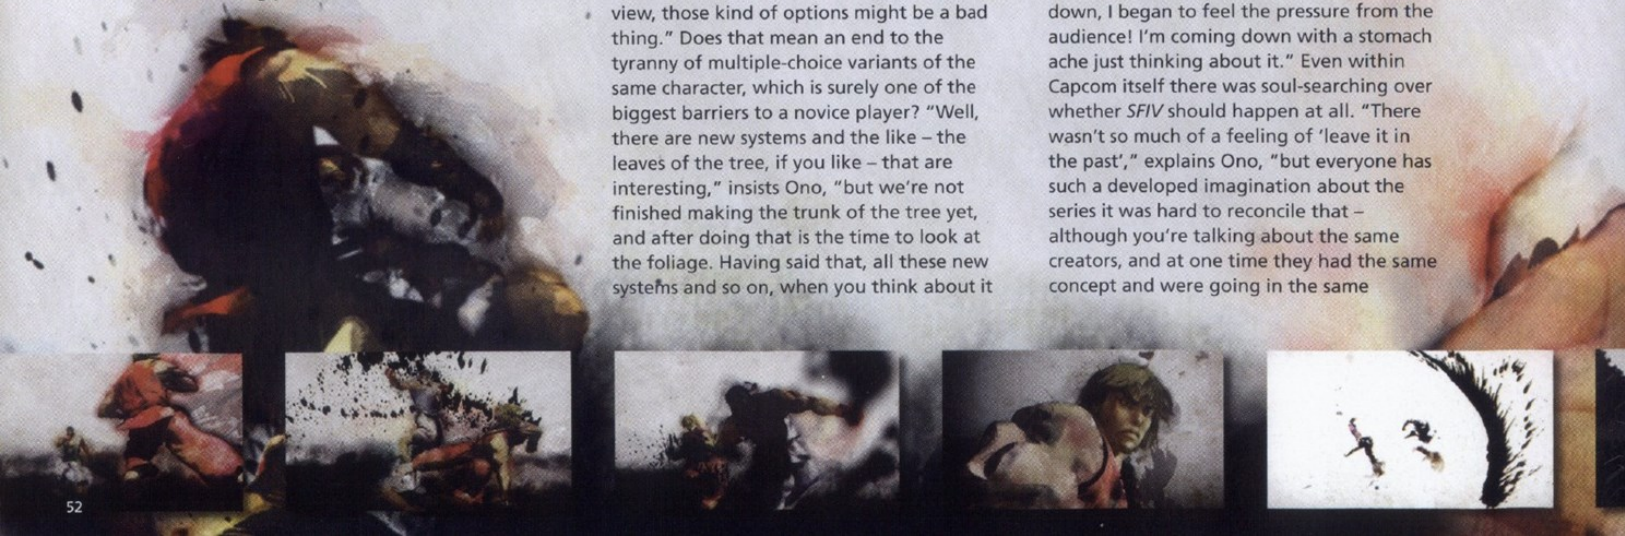 view, those kind of options might be a bad
thing.” Does that mean an end to the
tyranny of multiple-choice variants of the
same character, which is surely one of the
biggest barriers to a novice player? “Well,
there are new systems and the like – the
leaves of the tree, if you like – that are
interesting,” insists Ono, “but we’re not
finished making the trunk of the tree yet,
and after doing that is the time to look at
the foliage. Having said that, all these new
systems and so on, when you think about it
down, I began to feel the pressure from the
audience! I’m coming down with a stomach
ache just thinking about it.” Even within
Capcom itself there was soul-searching over
whether SFIV should happen at all. “There
wasn’t so much of a feeling of ‘leave it in
the past’,” explains Ono, “but everyone has
such a developed imagination about the
series it was hard to reconcile that –
although you’re talking about the same
creators, and at one time they had the same
concept and were going in the same
52